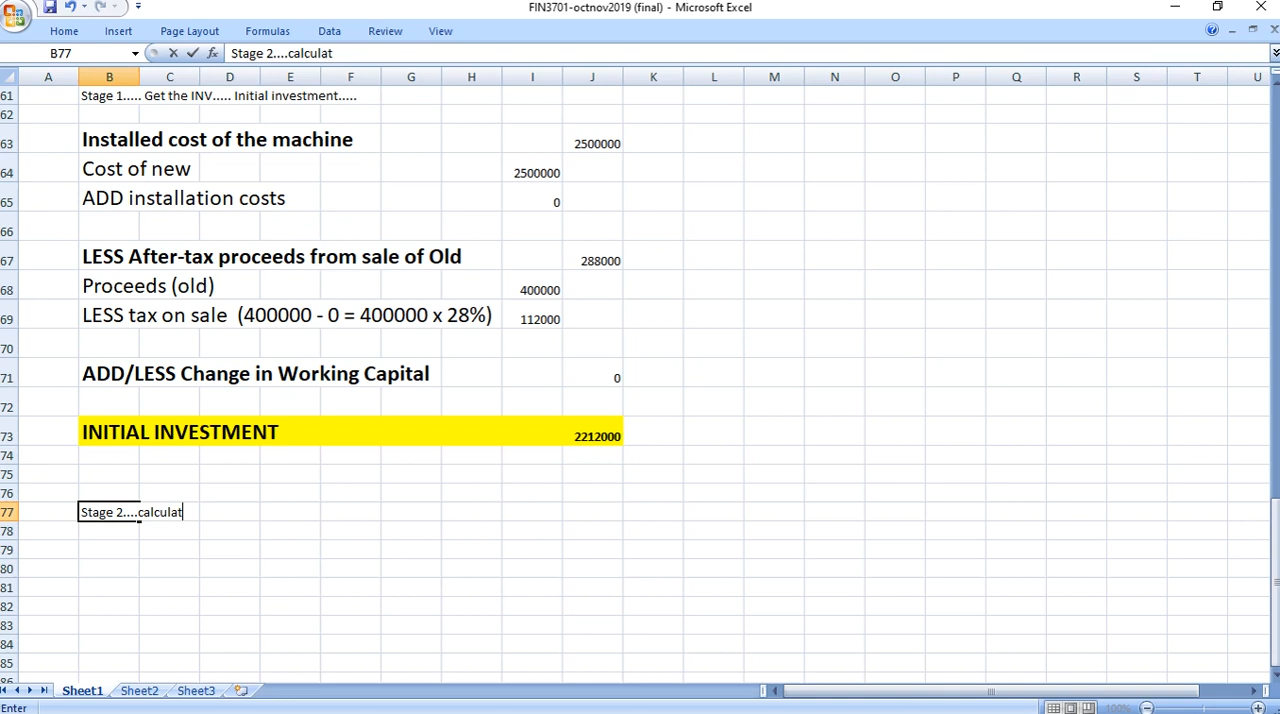 FIN3701-octnov2019 (final) - Microsoft Excel
Home Insert Page Layout Formulas Data Review View
B77 fx Stage 2....calculat
A B C D E F G H I J K L M N O P Q R S T U
61 Stage 1..... Get the INV..... Initial investment.....
62
63 Installed cost of the machine 2500000
64 Cost of new 2500000
65 ADD installation costs 0
66
67 LESS After-tax proceeds from sale of Old 288000
68 Proceeds (old) 400000
69 LESS tax on sale (400000 - 0 = 400000 x 28%) 112000
70
71 ADD/LESS Change in Working Capital 0
72
73 INITIAL INVESTMENT 2212000
74
75
76
77 Stage 2....calculat
78
79
80
81
82
83
84
85
86
Sheet1 Sheet2 Sheet3
Enter 100%